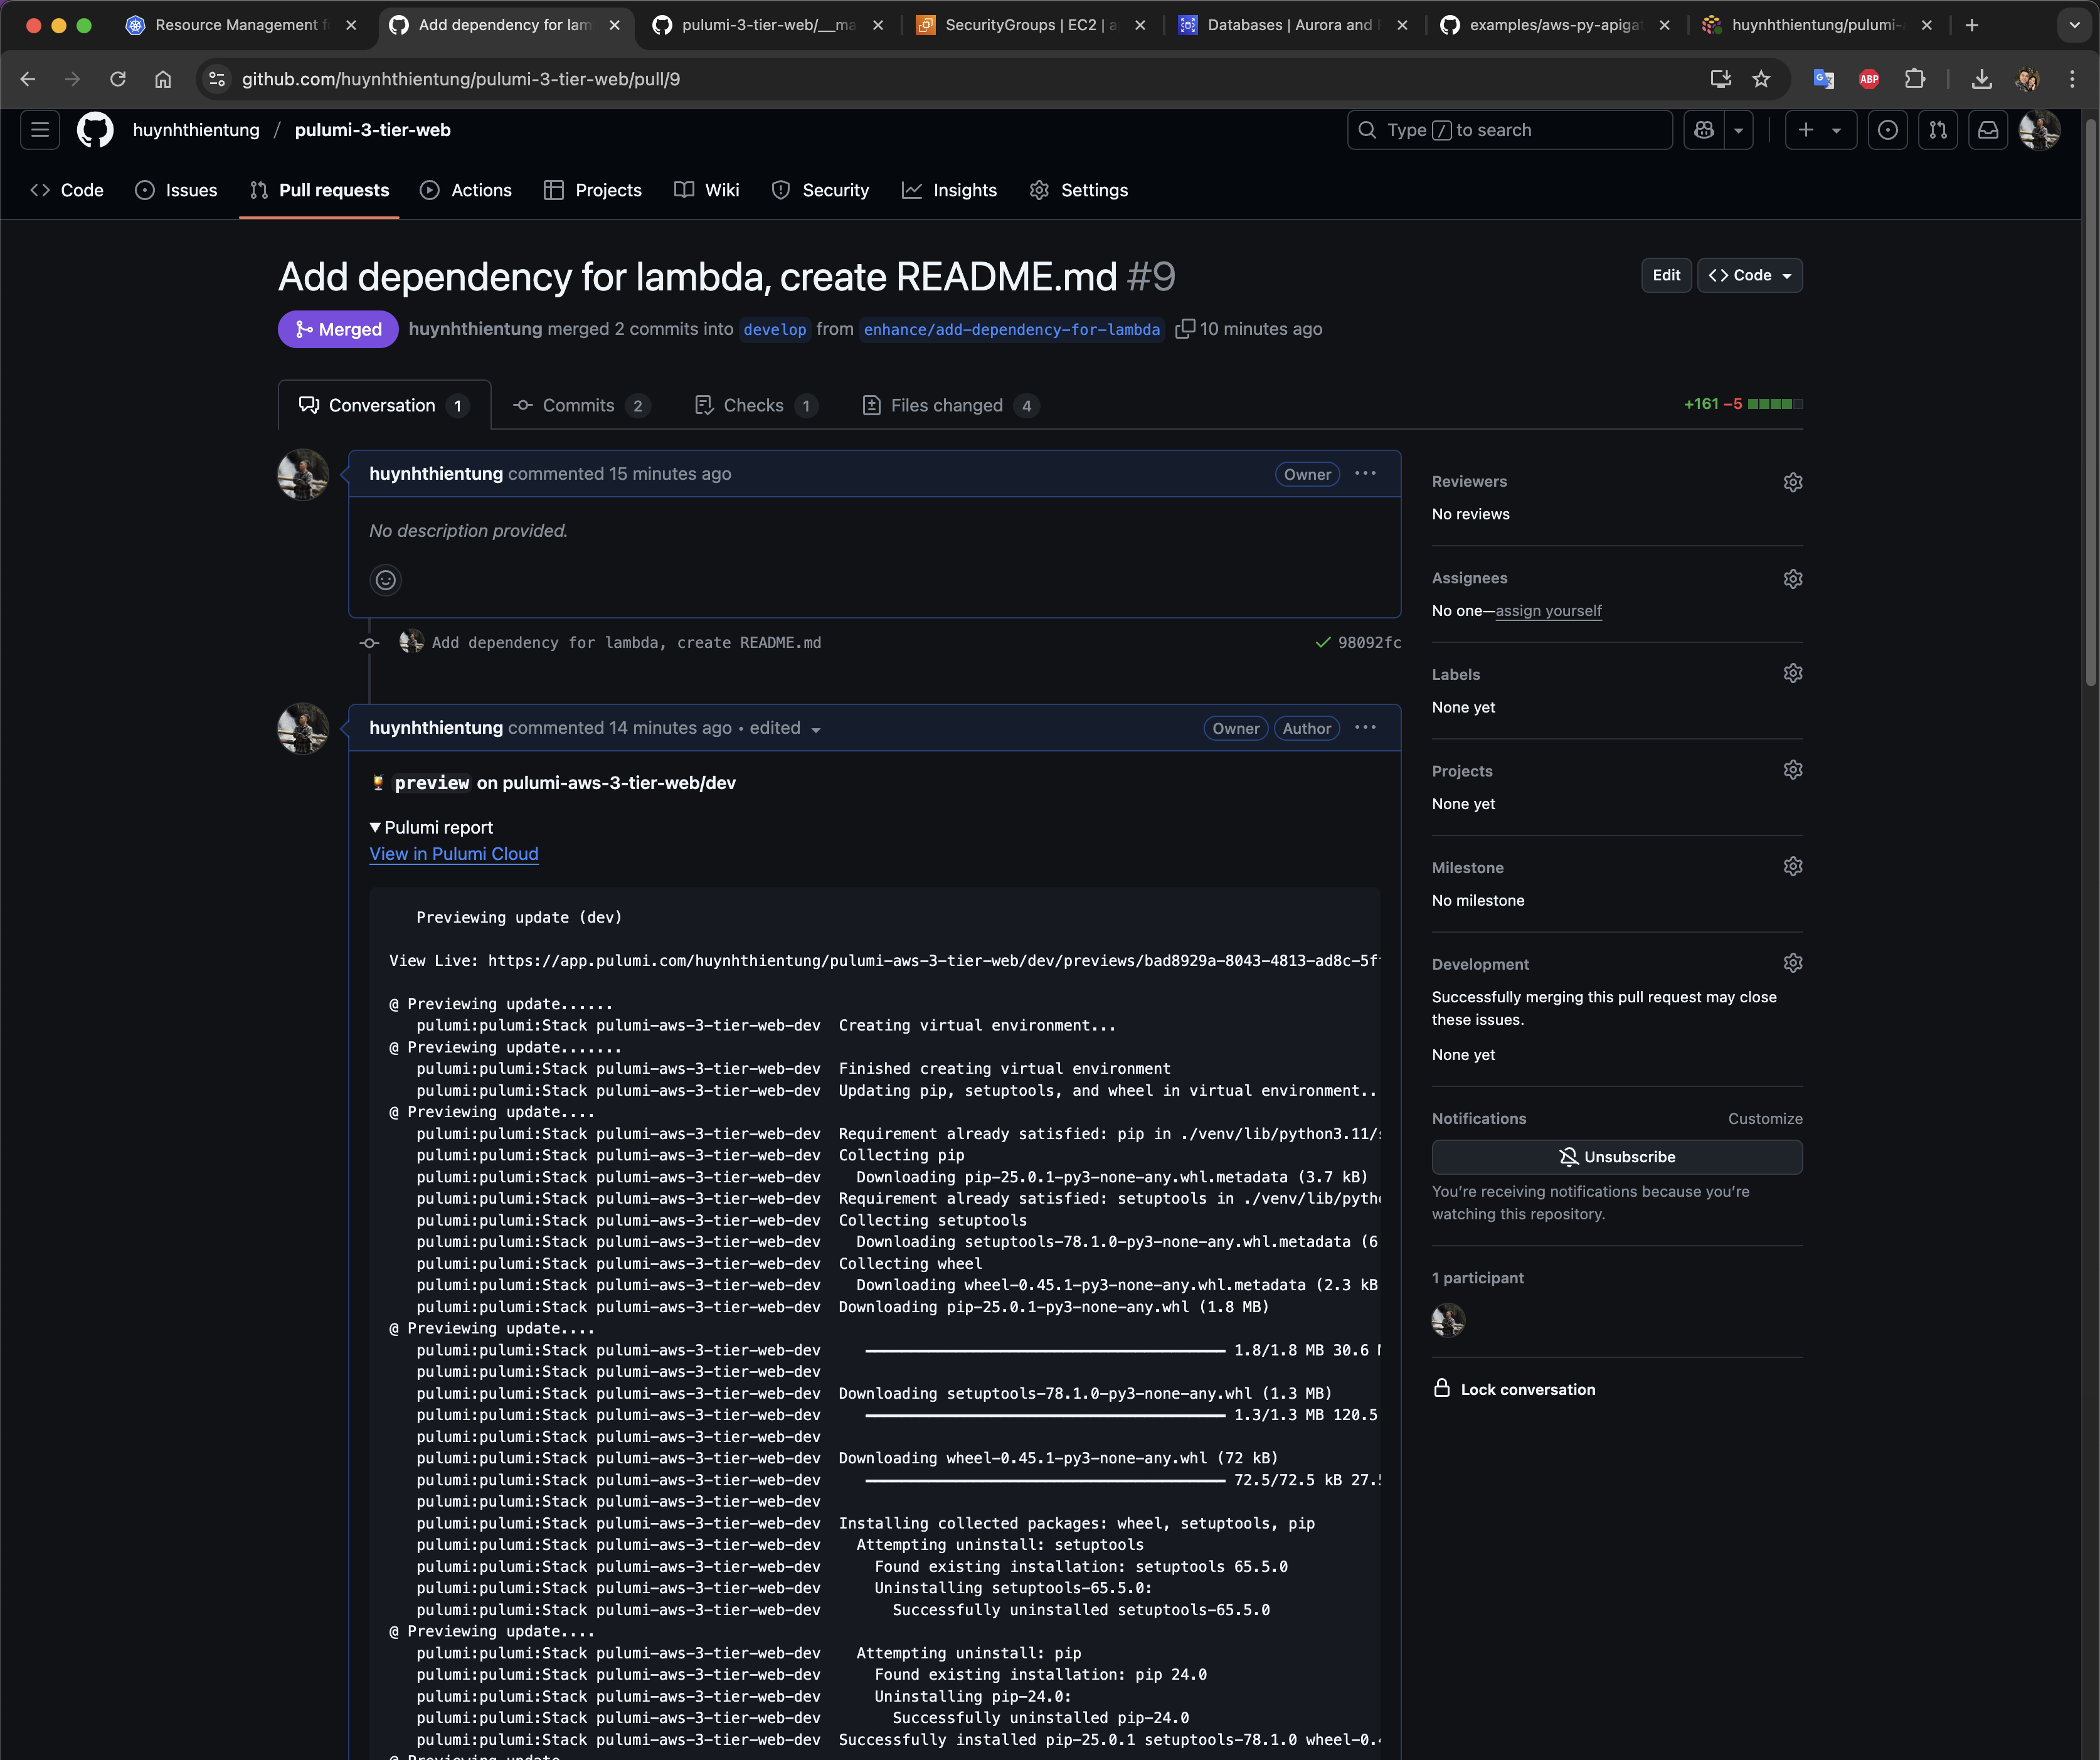 Resource Management f
Add dependency for lam
pulumi-3-tier-web/__ma
SecurityGroups | EC2 | a
Databases | Aurora and
examples/aws-py-apiga
huynhthientung/pulumi-
github.com/huynhthientung/pulumi-3-tier-web/pull/9
ABP
huynhthientung / pulumi-3-tier-web
Type / to search
Code
Issues
Pull requests
Actions
Projects
Wiki
Security
Insights
Settings
Add dependency for lambda, create README.md #9
Edit
Code
Merged
huynhthientung merged 2 commits into develop from enhance/add-dependency-for-lambda 10 minutes ago
Conversation 1
Commits 2
Checks 1
Files changed 4
+161 −5
huynhthientung commented 15 minutes ago
Owner
No description provided.
Add dependency for lambda, create README.md
98092fc
huynhthientung commented 14 minutes ago • edited
Owner
Author
preview on pulumi-aws-3-tier-web/dev
Pulumi report
View in Pulumi Cloud
Previewing update (dev)
View Live: https://app.pulumi.com/huynhthientung/pulumi-aws-3-tier-web/dev/previews/bad8929a-8043-4813-ad8c-5f
@ Previewing update......
pulumi:pulumi:Stack pulumi-aws-3-tier-web-dev Creating virtual environment...
@ Previewing update.......
pulumi:pulumi:Stack pulumi-aws-3-tier-web-dev Finished creating virtual environment
pulumi:pulumi:Stack pulumi-aws-3-tier-web-dev Updating pip, setuptools, and wheel in virtual environment..
@ Previewing update....
pulumi:pulumi:Stack pulumi-aws-3-tier-web-dev Requirement already satisfied: pip in ./venv/lib/python3.11/s
pulumi:pulumi:Stack pulumi-aws-3-tier-web-dev Collecting pip
pulumi:pulumi:Stack pulumi-aws-3-tier-web-dev Downloading pip-25.0.1-py3-none-any.whl.metadata (3.7 kB)
pulumi:pulumi:Stack pulumi-aws-3-tier-web-dev Requirement already satisfied: setuptools in ./venv/lib/pytho
pulumi:pulumi:Stack pulumi-aws-3-tier-web-dev Collecting setuptools
pulumi:pulumi:Stack pulumi-aws-3-tier-web-dev Downloading setuptools-78.1.0-py3-none-any.whl.metadata (6
pulumi:pulumi:Stack pulumi-aws-3-tier-web-dev Collecting wheel
pulumi:pulumi:Stack pulumi-aws-3-tier-web-dev Downloading wheel-0.45.1-py3-none-any.whl.metadata (2.3 kB
pulumi:pulumi:Stack pulumi-aws-3-tier-web-dev Downloading pip-25.0.1-py3-none-any.whl (1.8 MB)
@ Previewing update....
pulumi:pulumi:Stack pulumi-aws-3-tier-web-dev 1.8/1.8 MB 30.6
pulumi:pulumi:Stack pulumi-aws-3-tier-web-dev
pulumi:pulumi:Stack pulumi-aws-3-tier-web-dev Downloading setuptools-78.1.0-py3-none-any.whl (1.3 MB)
pulumi:pulumi:Stack pulumi-aws-3-tier-web-dev 1.3/1.3 MB 120.5
pulumi:pulumi:Stack pulumi-aws-3-tier-web-dev
pulumi:pulumi:Stack pulumi-aws-3-tier-web-dev Downloading wheel-0.45.1-py3-none-any.whl (72 kB)
pulumi:pulumi:Stack pulumi-aws-3-tier-web-dev 72.5/72.5 kB 27.5
pulumi:pulumi:Stack pulumi-aws-3-tier-web-dev
pulumi:pulumi:Stack pulumi-aws-3-tier-web-dev Installing collected packages: wheel, setuptools, pip
pulumi:pulumi:Stack pulumi-aws-3-tier-web-dev Attempting uninstall: setuptools
pulumi:pulumi:Stack pulumi-aws-3-tier-web-dev Found existing installation: setuptools 65.5.0
pulumi:pulumi:Stack pulumi-aws-3-tier-web-dev Uninstalling setuptools-65.5.0:
pulumi:pulumi:Stack pulumi-aws-3-tier-web-dev Successfully uninstalled setuptools-65.5.0
@ Previewing update....
pulumi:pulumi:Stack pulumi-aws-3-tier-web-dev Attempting uninstall: pip
pulumi:pulumi:Stack pulumi-aws-3-tier-web-dev Found existing installation: pip 24.0
pulumi:pulumi:Stack pulumi-aws-3-tier-web-dev Uninstalling pip-24.0:
pulumi:pulumi:Stack pulumi-aws-3-tier-web-dev Successfully uninstalled pip-24.0
pulumi:pulumi:Stack pulumi-aws-3-tier-web-dev Successfully installed pip-25.0.1 setuptools-78.1.0 wheel-0.4
@ Previewing update
Reviewers
No reviews
Assignees
No one—assign yourself
Labels
None yet
Projects
None yet
Milestone
No milestone
Development
Successfully merging this pull request may close
these issues.
None yet
Notifications
Customize
Unsubscribe
You're receiving notifications because you're
watching this repository.
1 participant
Lock conversation